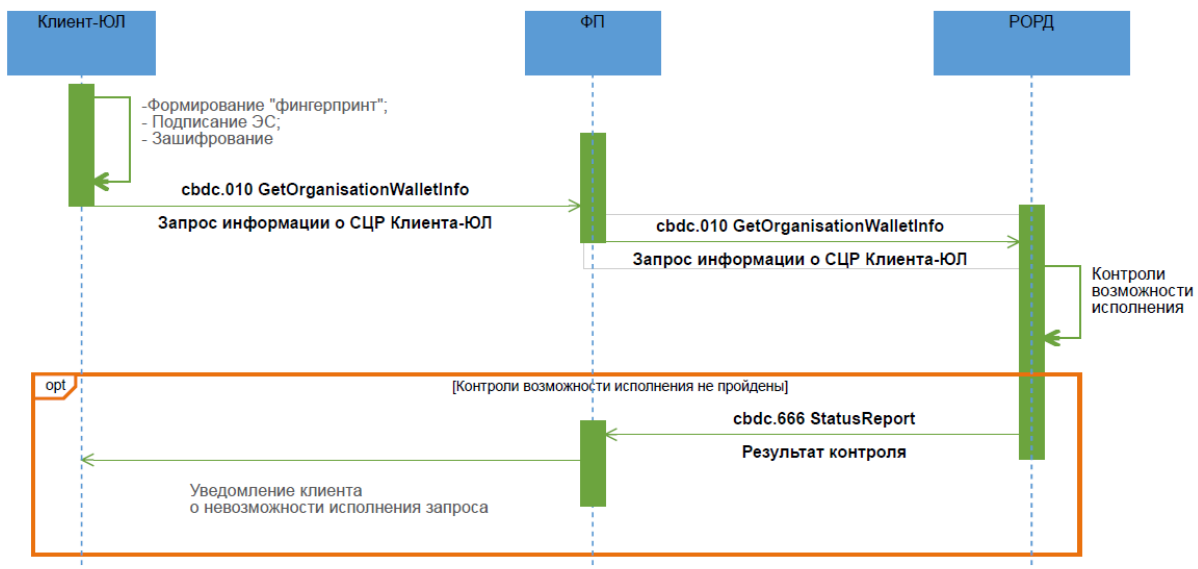 Клиент-ЮЛ
ФП
РОРД
-Формирование "фингерпринт";
- Подписание ЭС;
- Зашифрование
cbdc.010 GetOrganisationWalletInfo
Запрос информации о СЦР Клиента-ЮЛ
cbdc.010 GetOrganisationWalletInfo
Запрос информации о СЦР Клиента-ЮЛ
Контроли
возможности
исполнения
opt
[Контроли возможности исполнения не пройдены]
cbdc.666 StatusReport
Результат контроля
Уведомление клиента
о невозможности исполнения запроса